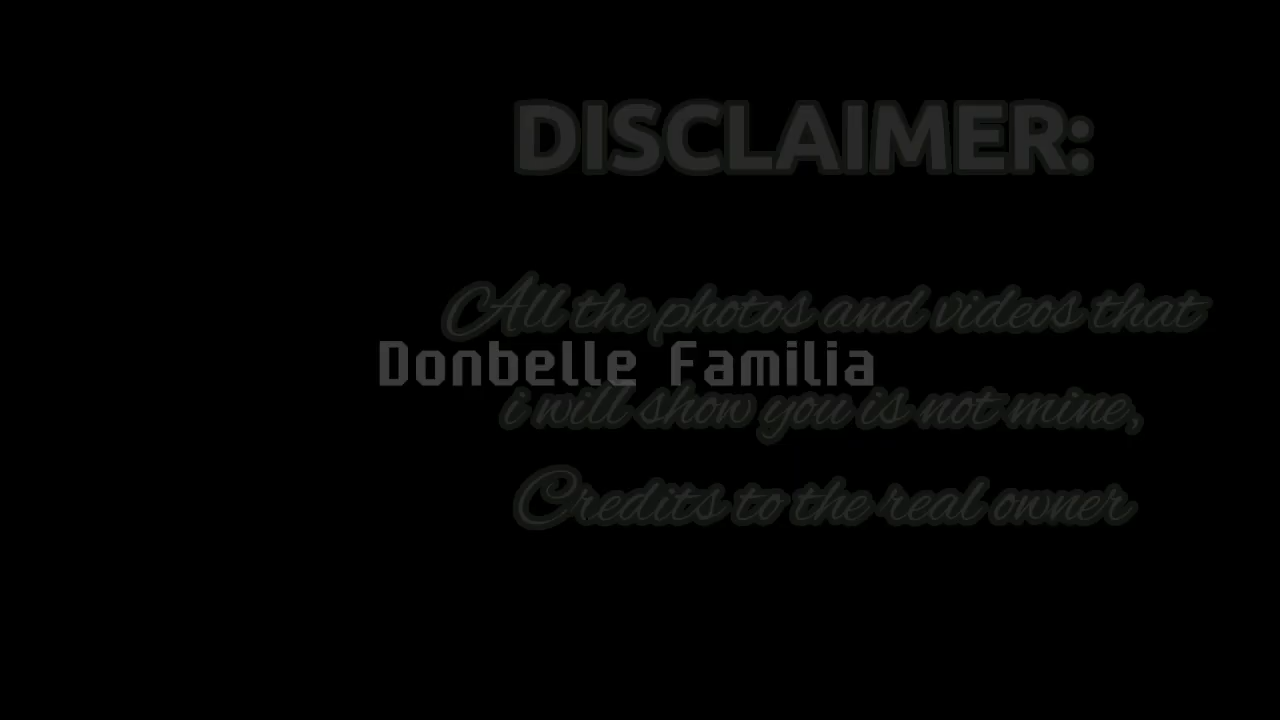 DISCLAIMER:
All the photos and videos that
Donbelle Familia
i will show you is not mine,
Credits to the real owner